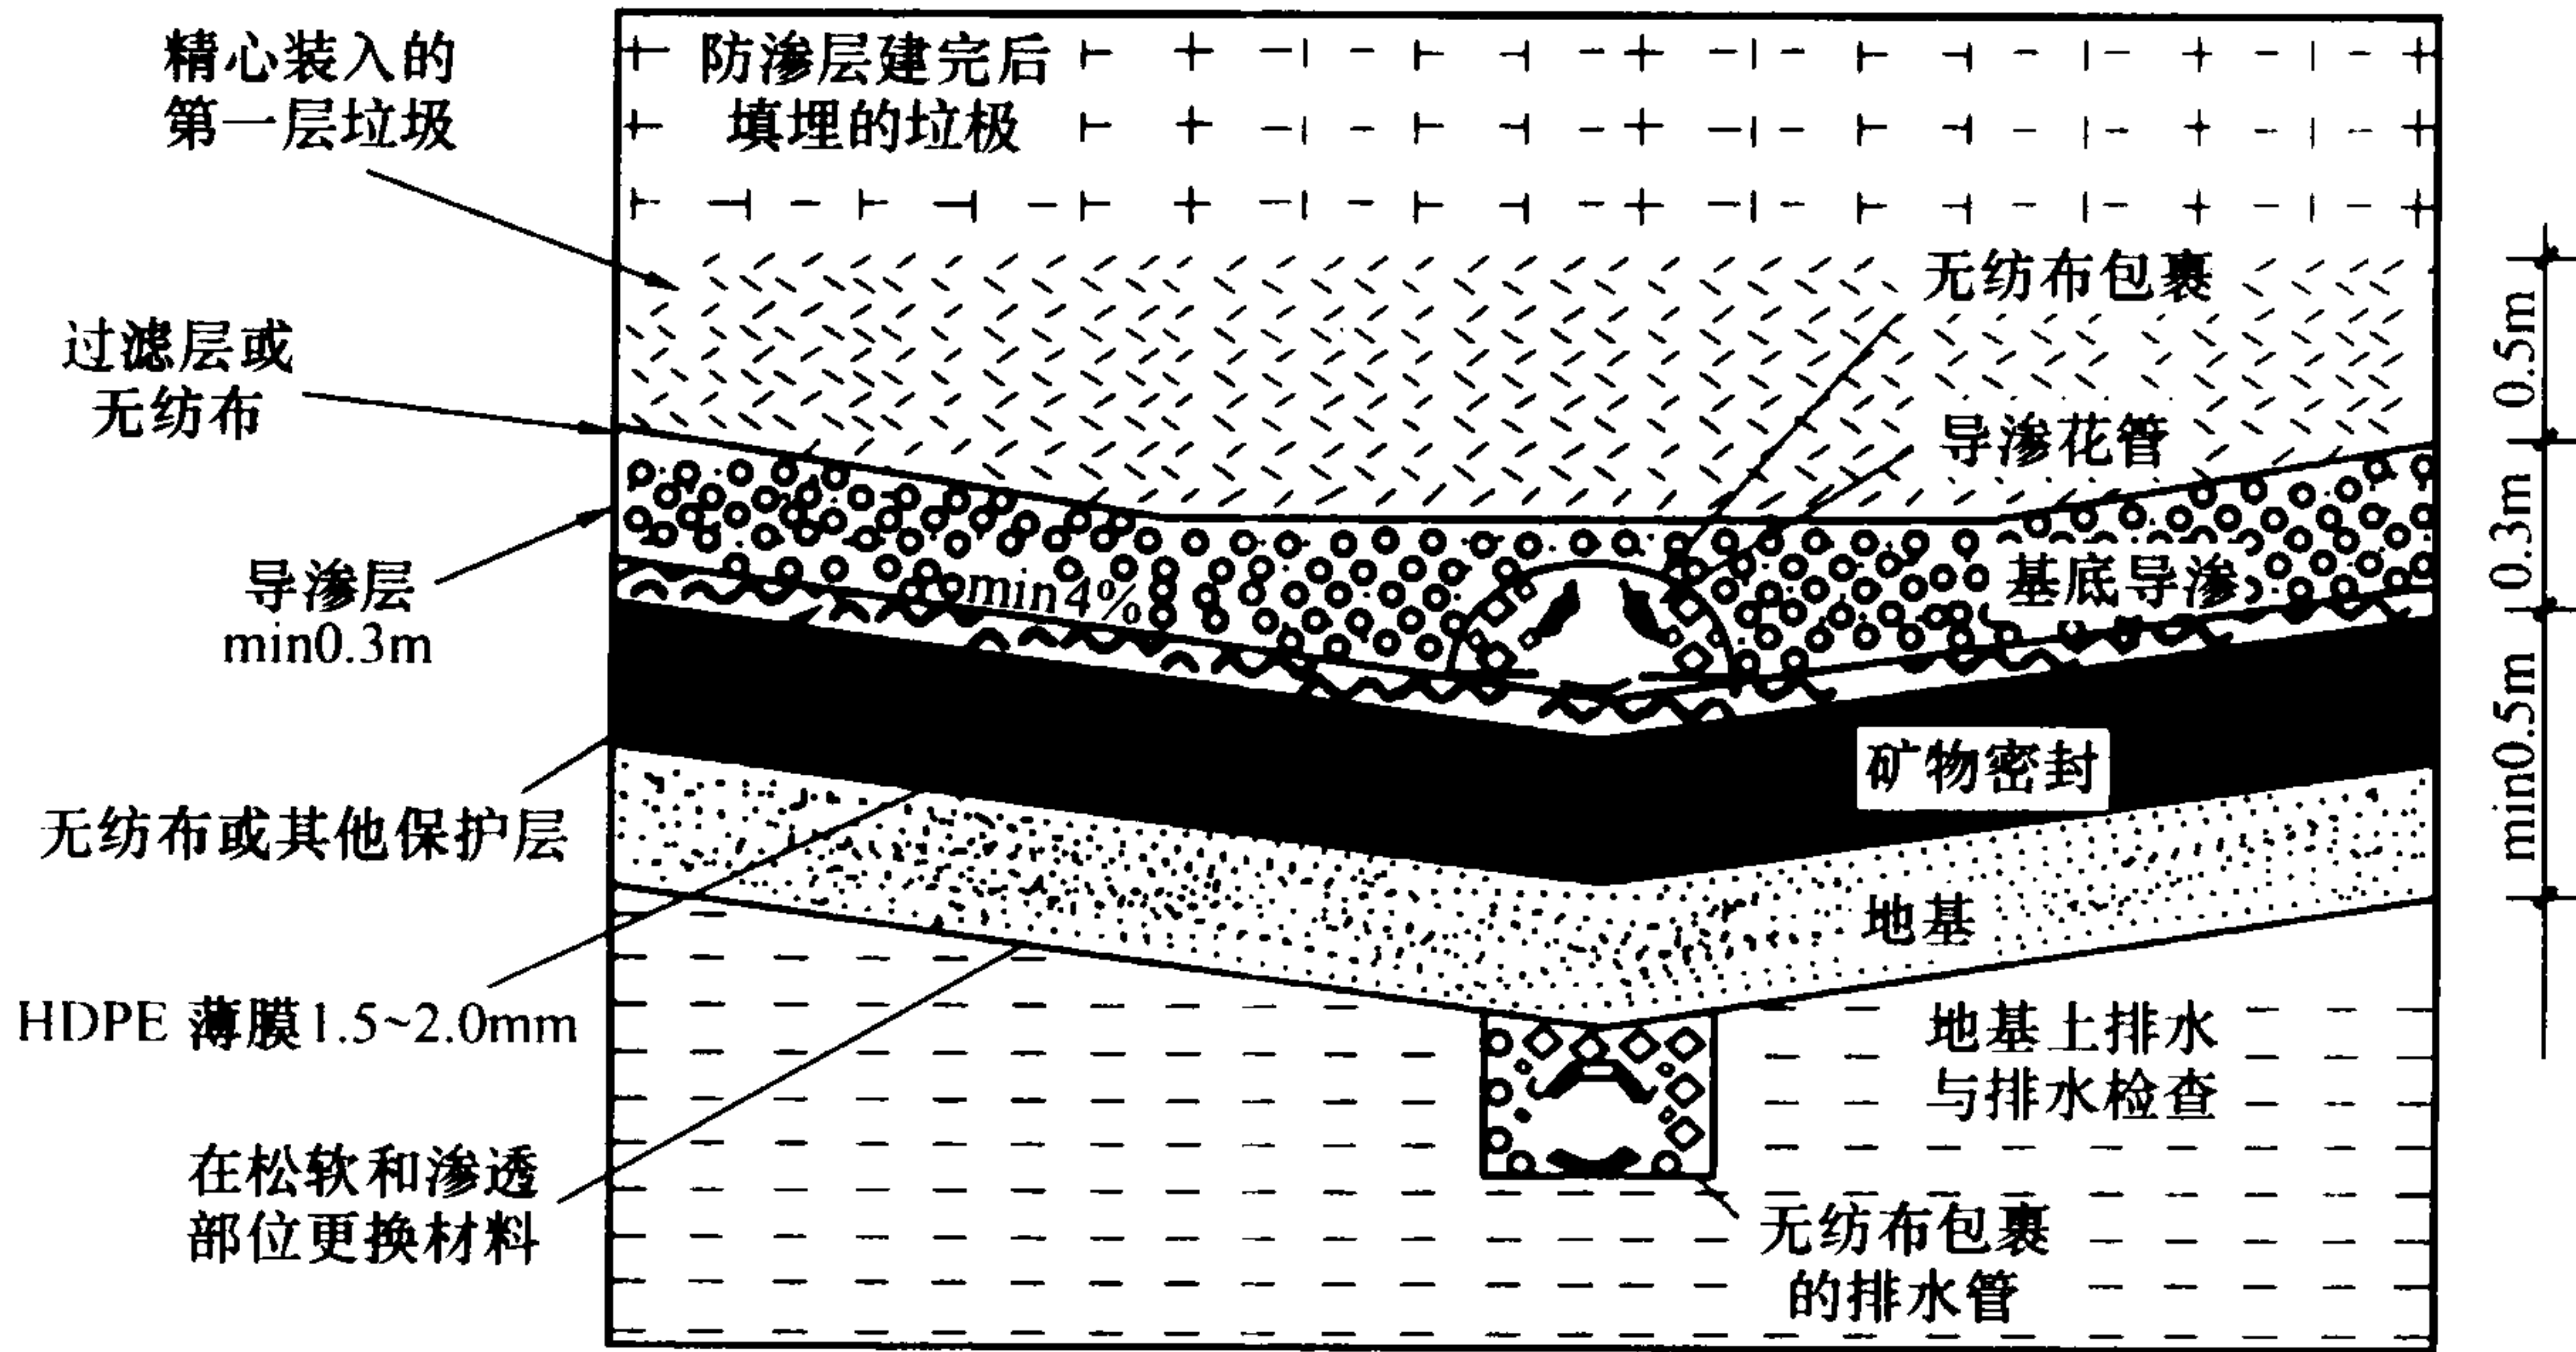 精心装入的
第一层垃圾
防渗层建完后
填埋的垃极
过滤层或
无纺布
无纺布包裹
导渗花管
导渗层
min0.3m
min4%
基底导渗
矿物密封
无纺布或其他保护层
地基
HDPE 薄膜1.5~2.0mm
地基土排水
与排水检查
在松软和渗透
部位更换材料
无纺布包裹
的排水管
0.5m
0.3m
min0.5m